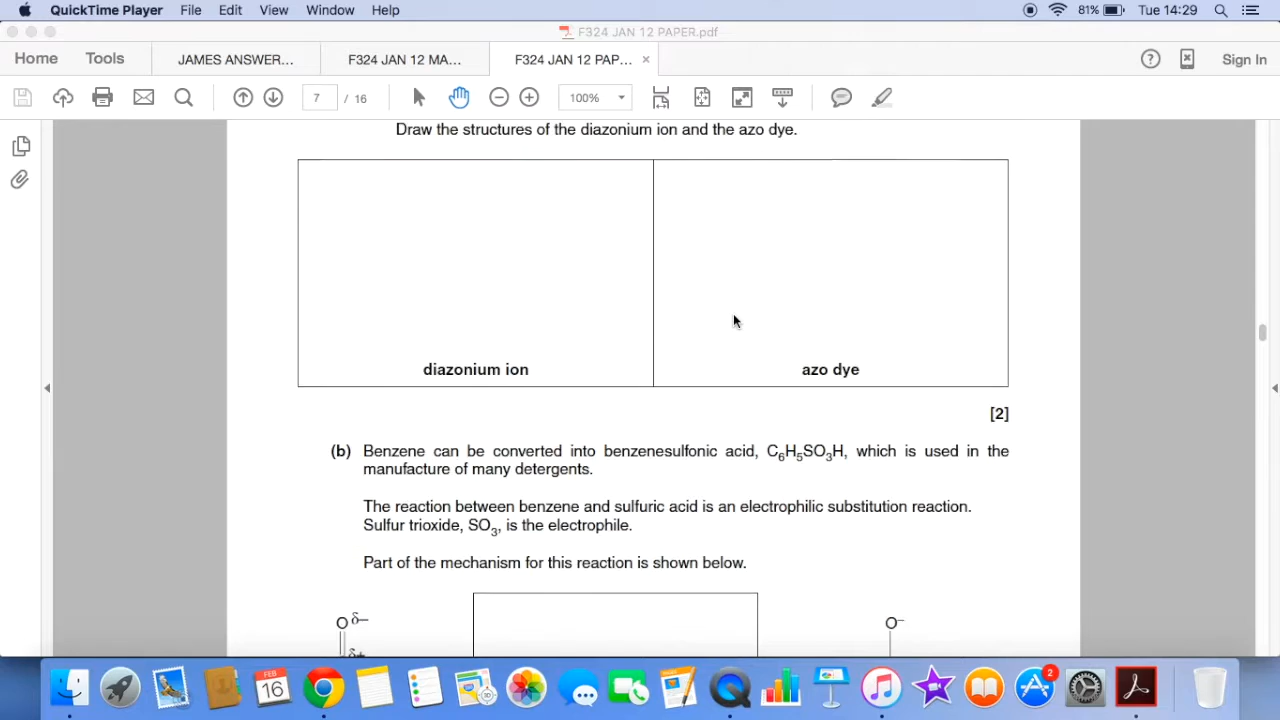 QuickTime Player File Edit View Window Help 81% Tue 14:29
F324 JAN 12 PAPER.pdf
Home Tools JAMES ANSWER... F324 JAN 12 MA... F324 JAN 12 PAP... × Sign In
7 / 16 100%
Draw the structures of the diazonium ion and the azo dye.
diazonium ion azo dye
[2]
(b) Benzene can be converted into benzenesulfonic acid, C₆H₅SO₃H, which is used in the
manufacture of many detergents.
The reaction between benzene and sulfuric acid is an electrophilic substitution reaction.
Sulfur trioxide, SO₃, is the electrophile.
Part of the mechanism for this reaction is shown below.
O δ– O⁻
δ+
FEB
16
2